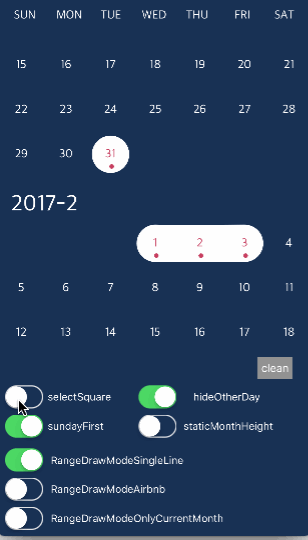 SUN MON TUE WED THU FRI SAT
15 16 17 18 19 20 21
22 23 24 25 26 27 28
29 30 31
2017-2
1 2 3 4
5 6 7 8 9 10 11
12 13 14 15 16 17 18
clean
selectSquare hideOtherDay
sundayFirst staticMonthHeight
RangeDrawModeSingleLine
RangeDrawModeAirbnb
RangeDrawModeOnlyCurrentMonth